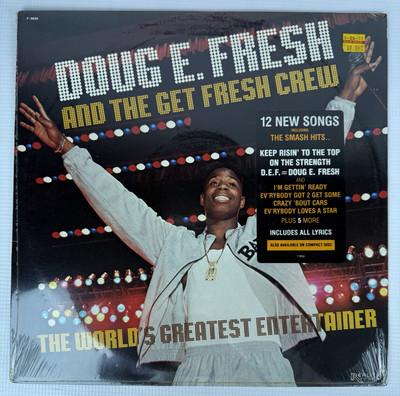 DOUG E. FRESH
AND THE GET FRESH CREW
12 NEW SONGS
INCLUDING
THE SMASH HITS...
KEEP RISIN' TO THE TOP
ON THE STRENGTH
D.E.F. = DOUG E. FRESH
AND
I'M GETTIN' READY
EV'RYBODY GOT 2 GET SOME
CRAZY 'BOUT CARS
EV'RYBODY LOVES A STAR
PLUS 5 MORE
INCLUDES ALL LYRICS
ALSO AVAILABLE ON COMPACT DISC
THE WORLD'S GREATEST ENTERTAINER